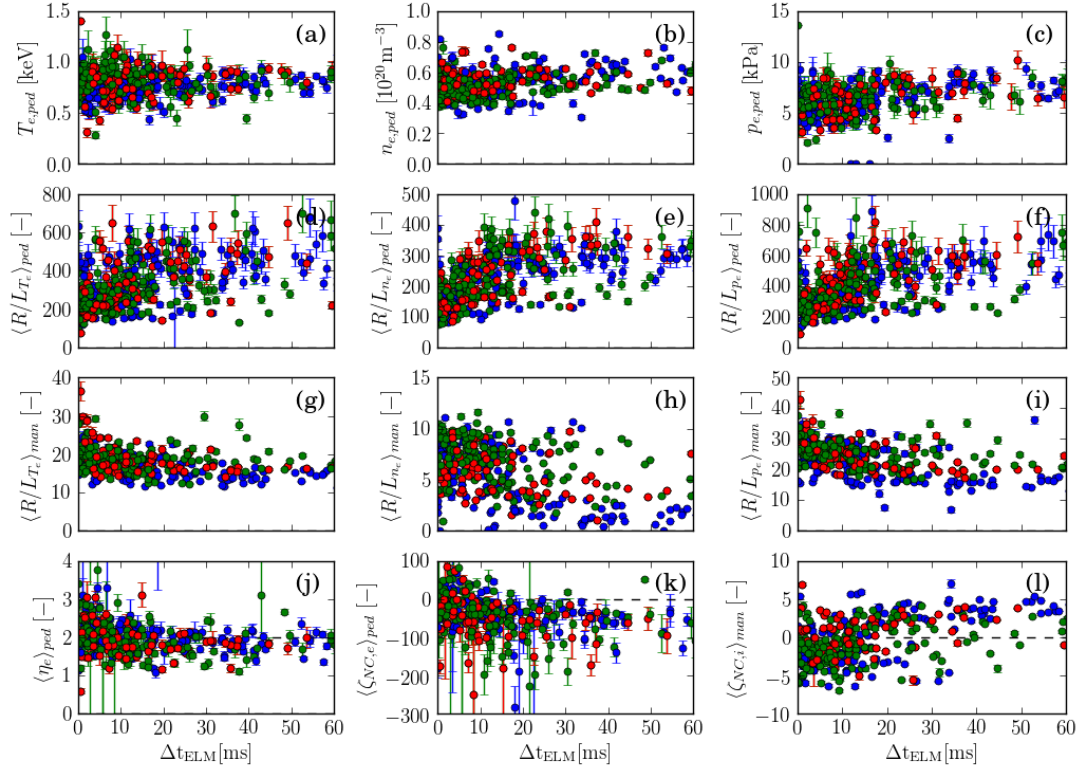 1.5
1.0
0.5
0.0
T_{e,ped} [keV]
(a)
1.0
0.8
0.6
0.4
0.2
0.0
n_{e,ped} [10^{20} m^{-3}]
(b)
15
10
5
0
p_{e,ped} [kPa]
(c)
800
600
400
200
0
⟨R/L_{T_e}⟩_{ped} [−]
(d)
500
400
300
200
100
0
⟨R/L_{n_e}⟩_{ped} [−]
(e)
1000
800
600
400
200
0
⟨R/L_{p_e}⟩_{ped} [−]
(f)
40
30
20
10
0
⟨R/L_{T_e}⟩_{man} [−]
(g)
15
10
5
0
⟨R/L_{n_e}⟩_{man} [−]
(h)
50
40
30
20
10
0
⟨R/L_{p_e}⟩_{man} [−]
(i)
4
3
2
1
0
⟨η_e⟩_{ped} [−]
(j)
0 10 20 30 40 50 60
Δt_{ELM}[ms]
100
0
−100
−200
−300
⟨ζ_{NC,e}⟩_{ped} [−]
(k)
0 10 20 30 40 50 60
Δt_{ELM}[ms]
10
5
0
−5
−10
⟨ζ_{NC,i}⟩_{man} [−]
(l)
0 10 20 30 40 50 60
Δt_{ELM}[ms]